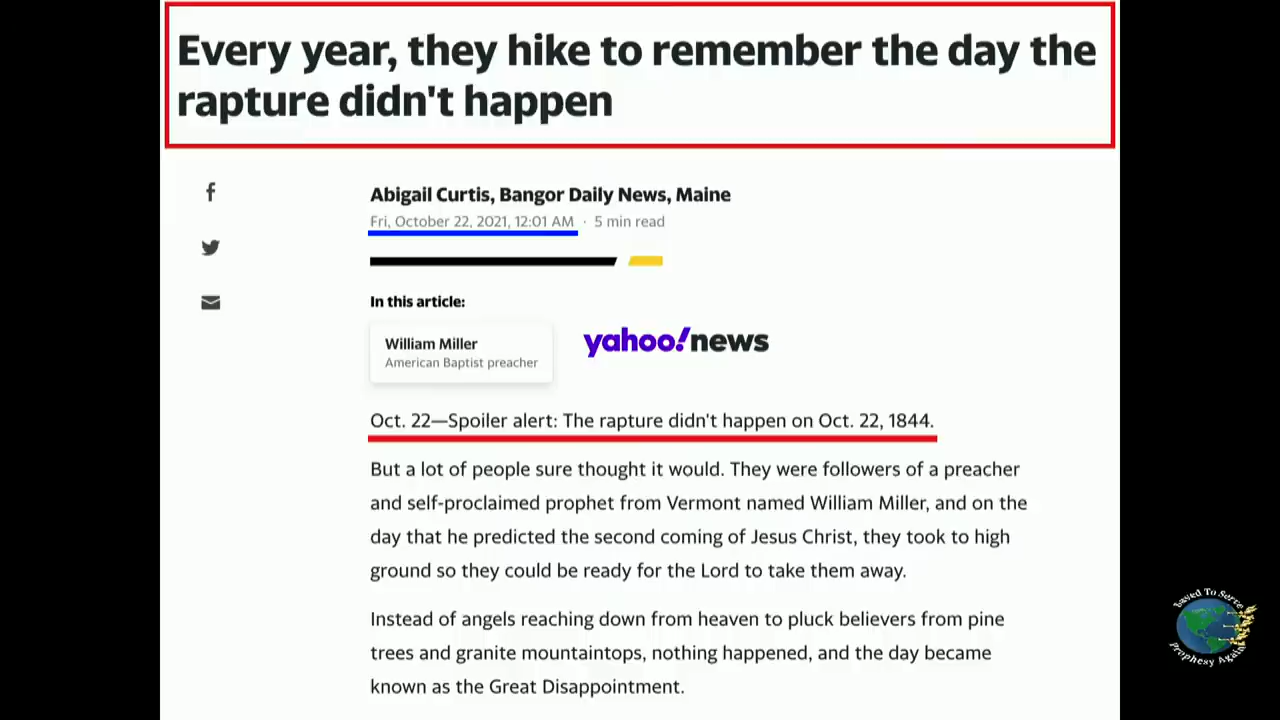 Every year, they hike to remember the day the
rapture didn't happen
Abigail Curtis, Bangor Daily News, Maine
Fri, October 22, 2021, 12:01 AM · 5 min read
In this article:
William Miller
American Baptist preacher
yahoo!news
Oct. 22—Spoiler alert: The rapture didn't happen on Oct. 22, 1844.
But a lot of people sure thought it would. They were followers of a preacher
and self-proclaimed prophet from Vermont named William Miller, and on the
day that he predicted the second coming of Jesus Christ, they took to high
ground so they could be ready for the Lord to take them away.
Instead of angels reaching down from heaven to pluck believers from pine
trees and granite mountaintops, nothing happened, and the day became
known as the Great Disappointment.
To Serve
Prophesy Again